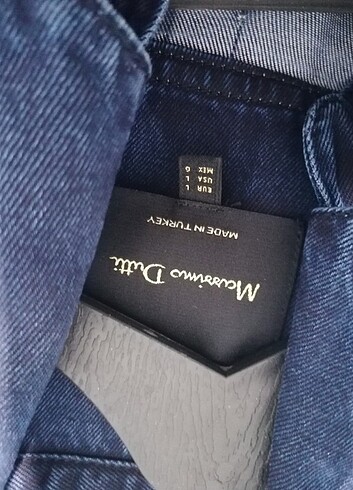 Massimo Dutti
MADE IN TURKEY
EUR L
USA L
MEX G